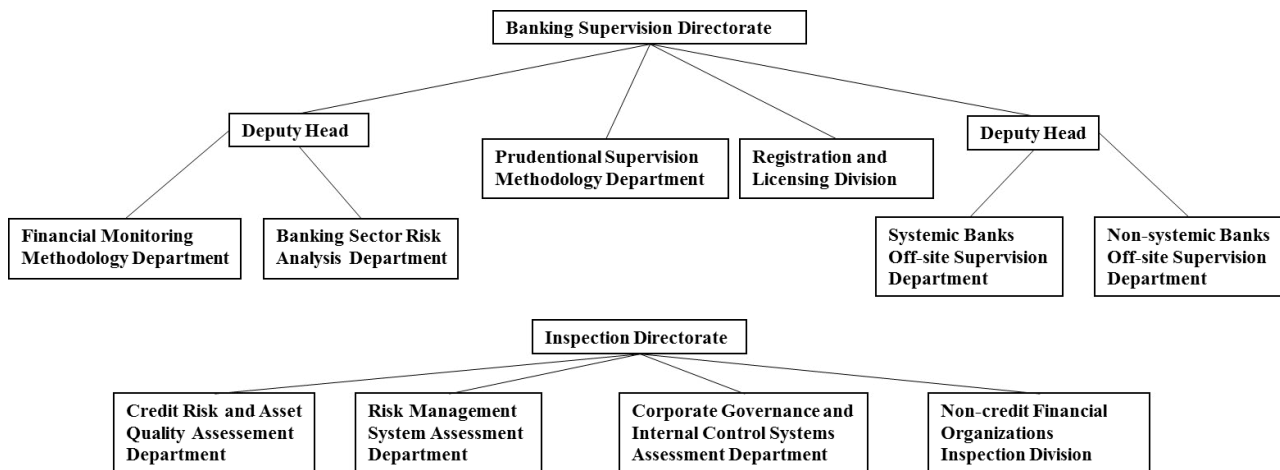 Banking Supervision Directorate
Deputy Head
Deputy Head
Prudentional Supervision
Methodology Department
Registration and
Licensing Division
Financial Monitoring
Methodology Department
Banking Sector Risk
Analysis Department
Systemic Banks
Off-site Supervision
Department
Non-systemic Banks
Off-site Supervision
Department
Inspection Directorate
Credit Risk and Asset
Quality Assessement
Department
Risk Management
System Assessment
Department
Corporate Governance and
Internal Control Systems
Assessment Department
Non-credit Financial
Organizations
Inspection Division